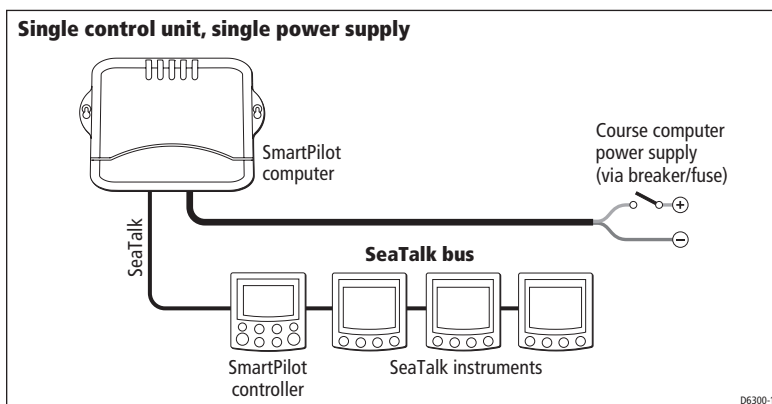 Single control unit, single power supply
SmartPilot
computer
Course computer
power supply
(via breaker/fuse)
+
−
SeaTalk
SeaTalk bus
SmartPilot
controller
SeaTalk instruments